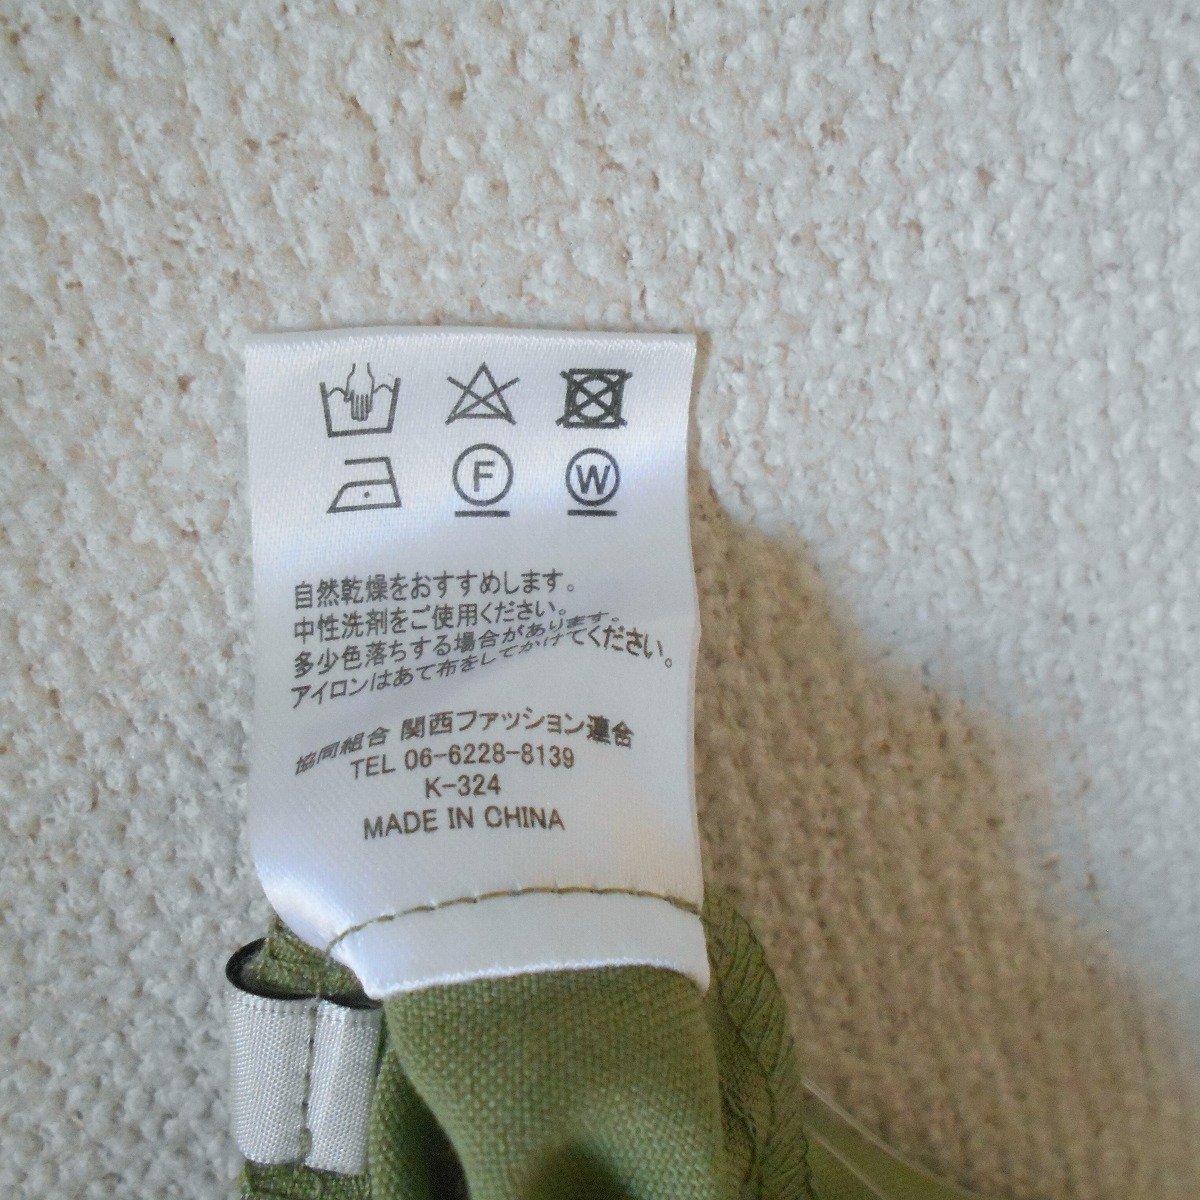 F W
自然乾燥をおすすめします。
中性洗剤をご使用ください。
多少色落ちする場合があります。
アイロンはあて布をしてかけてください。
協同組合 関西ファッション連合
TEL 06-6228-8139
K-324
MADE IN CHINA